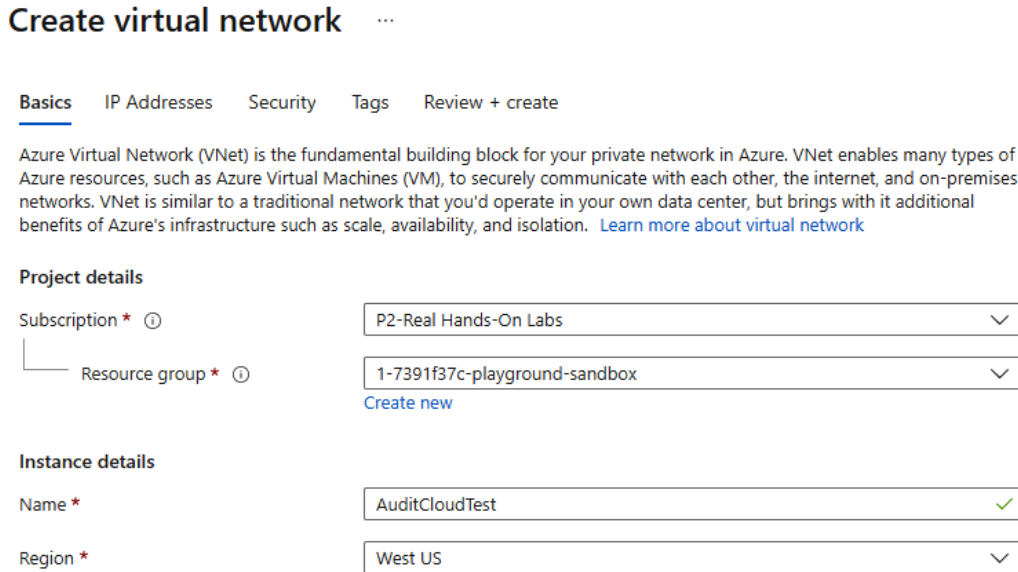 Create virtual network ...
Basics IP Addresses Security Tags Review + create
Azure Virtual Network (VNet) is the fundamental building block for your private network in Azure. VNet enables many types of
Azure resources, such as Azure Virtual Machines (VM), to securely communicate with each other, the internet, and on-premises
networks. VNet is similar to a traditional network that you'd operate in your own data center, but brings with it additional
benefits of Azure's infrastructure such as scale, availability, and isolation. Learn more about virtual network
Project details
Subscription * P2-Real Hands-On Labs
Resource group * 1-7391f37c-playground-sandbox
Create new
Instance details
Name * AuditCloudTest
Region * West US